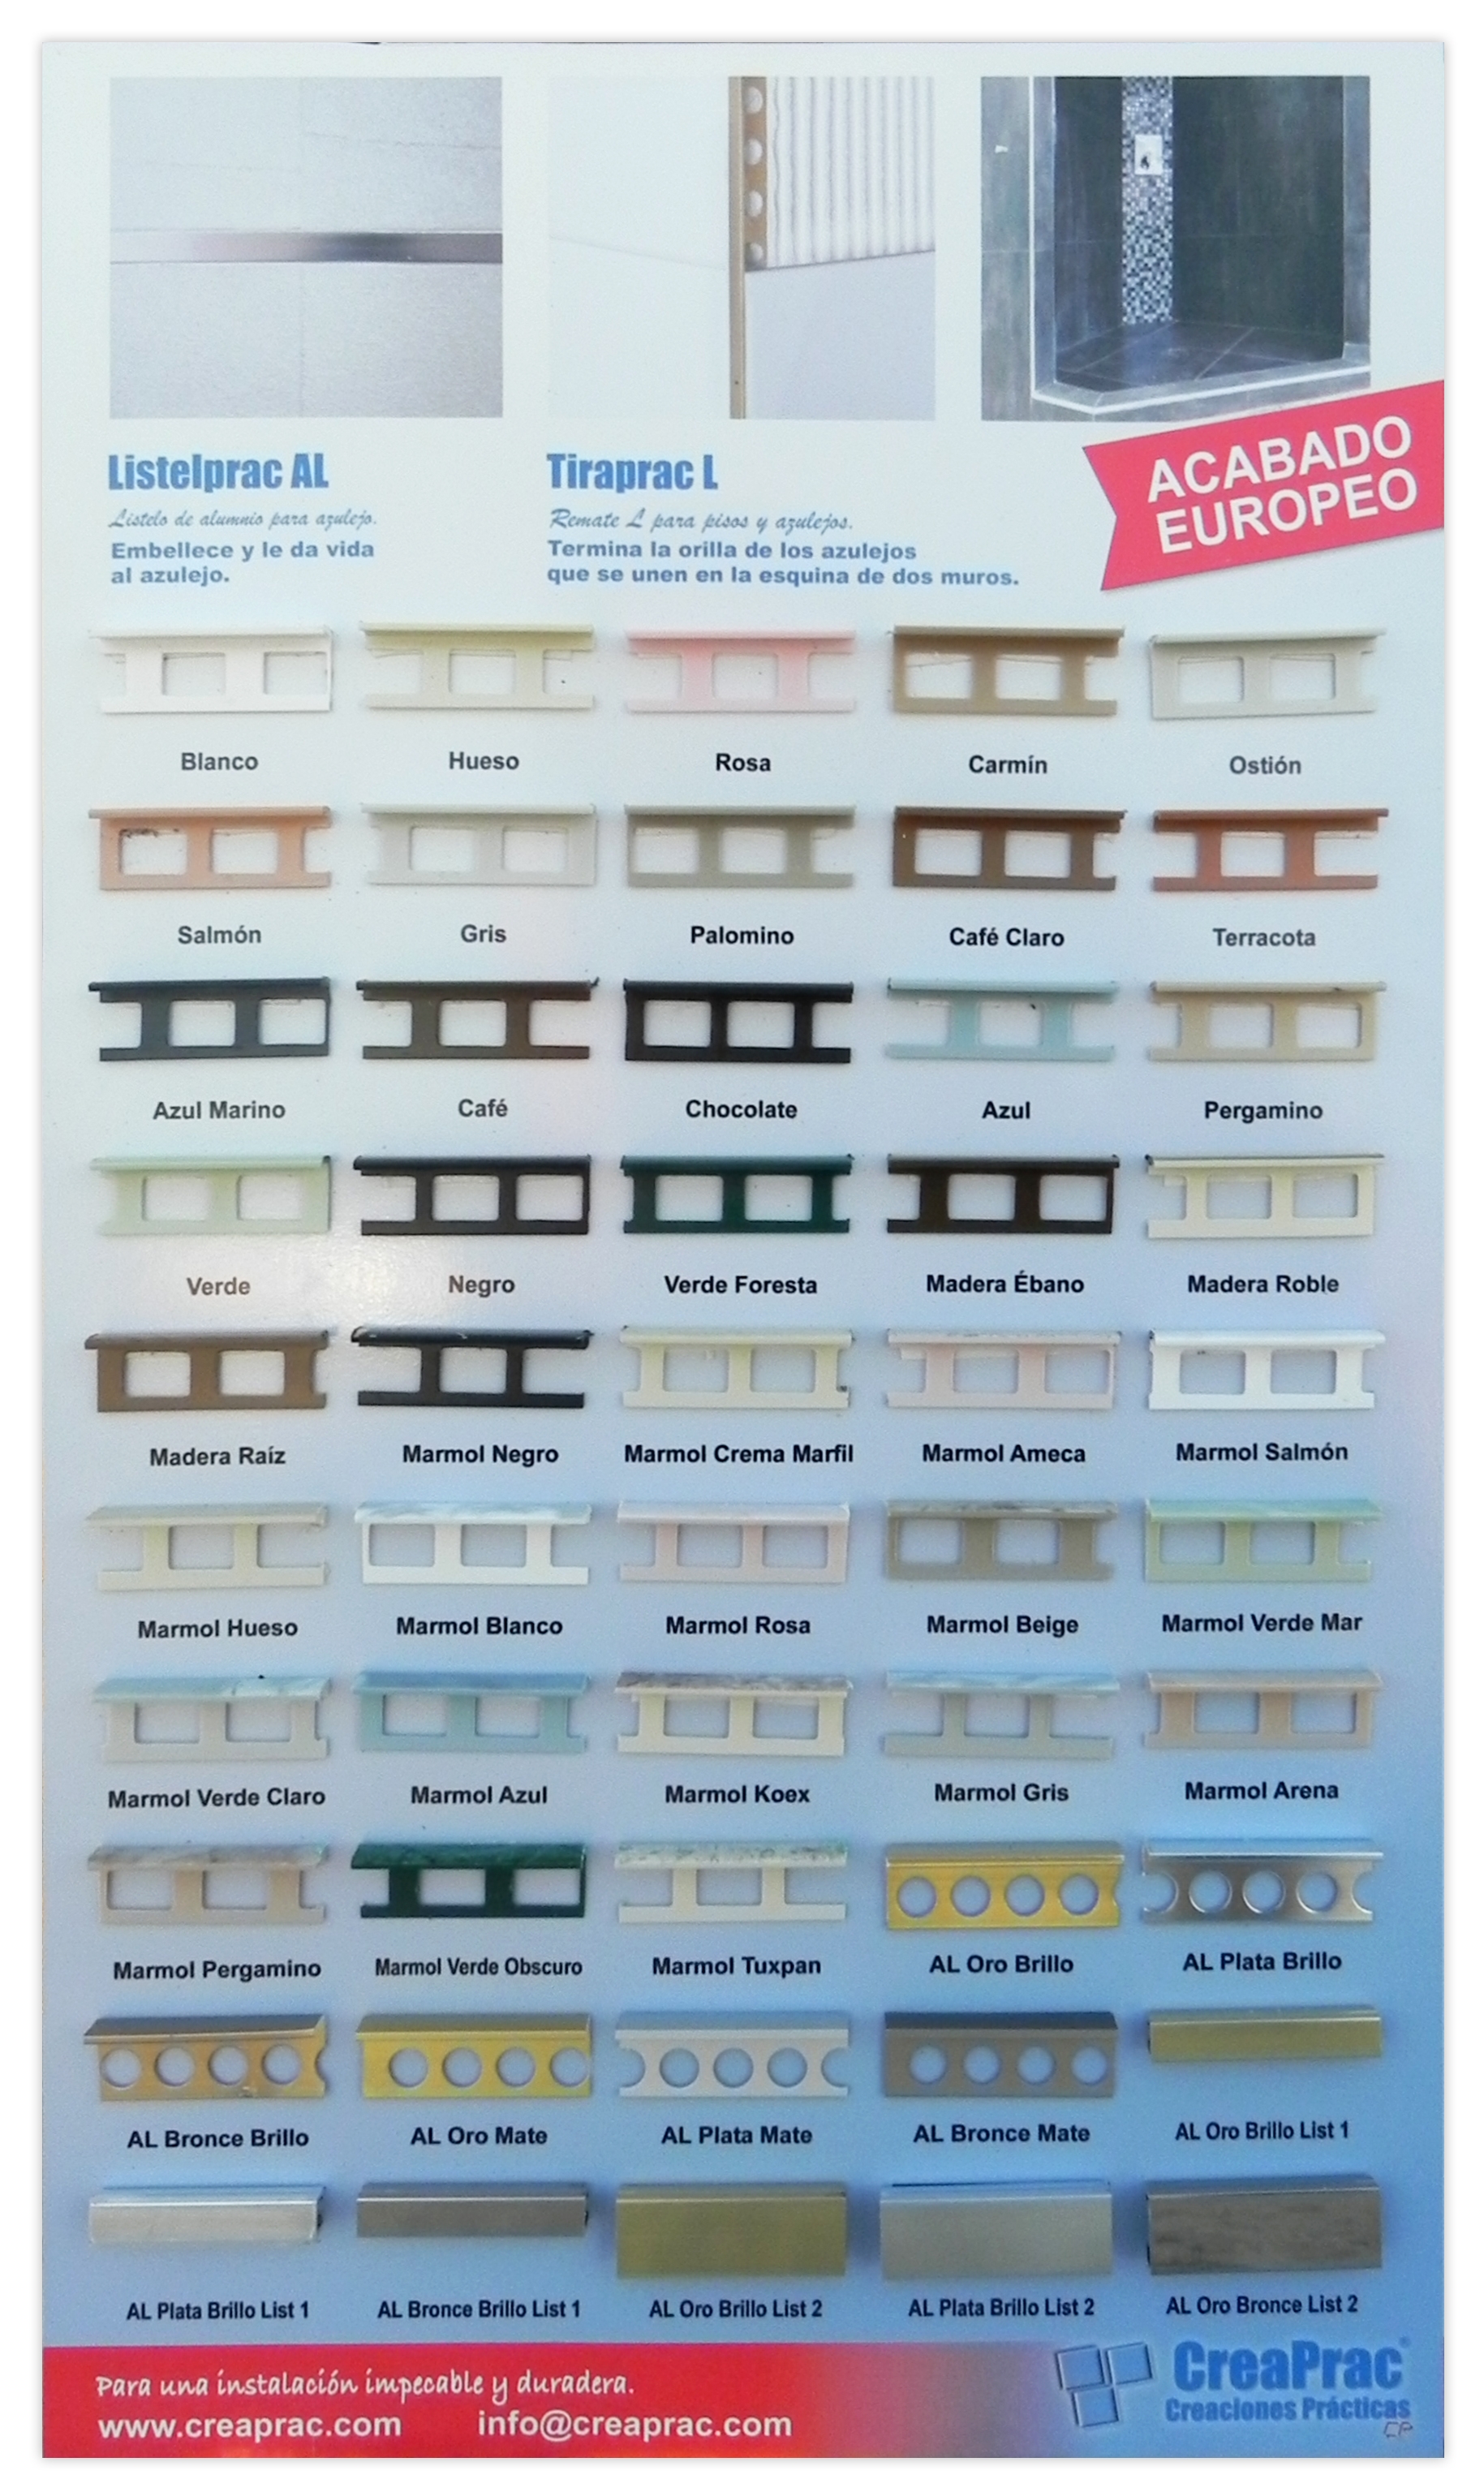 Listelprac AL
Listelo de alumnio para azulejo.
Embellece y le da vida
al azulejo.
Tiraprac L
Remate L para pisos y azulejos.
Termina la orilla de los azulejos
que se unen en la esquina de dos muros.
ACABADO
EUROPEO
Blanco
Hueso
Rosa
Carmín
Ostión
Salmón
Gris
Palomino
Café Claro
Terracota
Azul Marino
Café
Chocolate
Azul
Pergamino
Verde
Negro
Verde Foresta
Madera Ébano
Madera Roble
Madera Raíz
Marmol Negro
Marmol Crema Marfil
Marmol Ameca
Marmol Salmón
Marmol Hueso
Marmol Blanco
Marmol Rosa
Marmol Beige
Marmol Verde Mar
Marmol Verde Claro
Marmol Azul
Marmol Koex
Marmol Gris
Marmol Arena
Marmol Pergamino
Marmol Verde Obscuro
Marmol Tuxpan
AL Oro Brillo
AL Plata Brillo
AL Bronce Brillo
AL Oro Mate
AL Plata Mate
AL Bronce Mate
AL Oro Brillo List 1
AL Plata Brillo List 1
AL Bronce Brillo List 1
AL Oro Brillo List 2
AL Plata Brillo List 2
AL Oro Bronce List 2
Para una instalación impecable y duradera.
www.creaprac.com
info@creaprac.com
CreaPrac®
Creaciones Prácticas